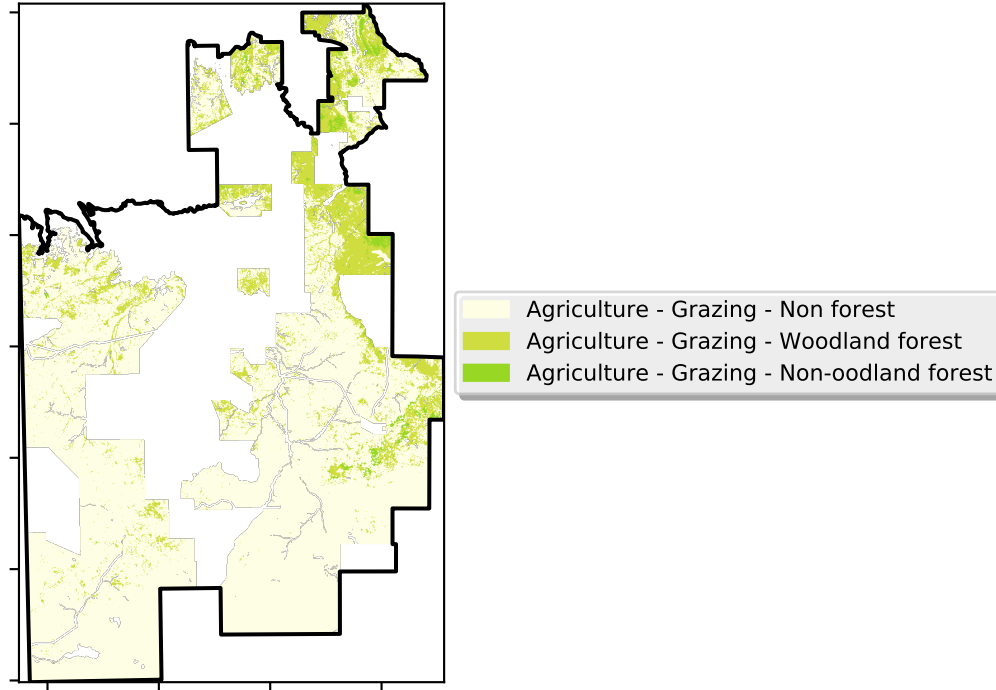 Agriculture - Grazing - Non forest
Agriculture - Grazing - Woodland forest
Agriculture - Grazing - Non-oodland forest